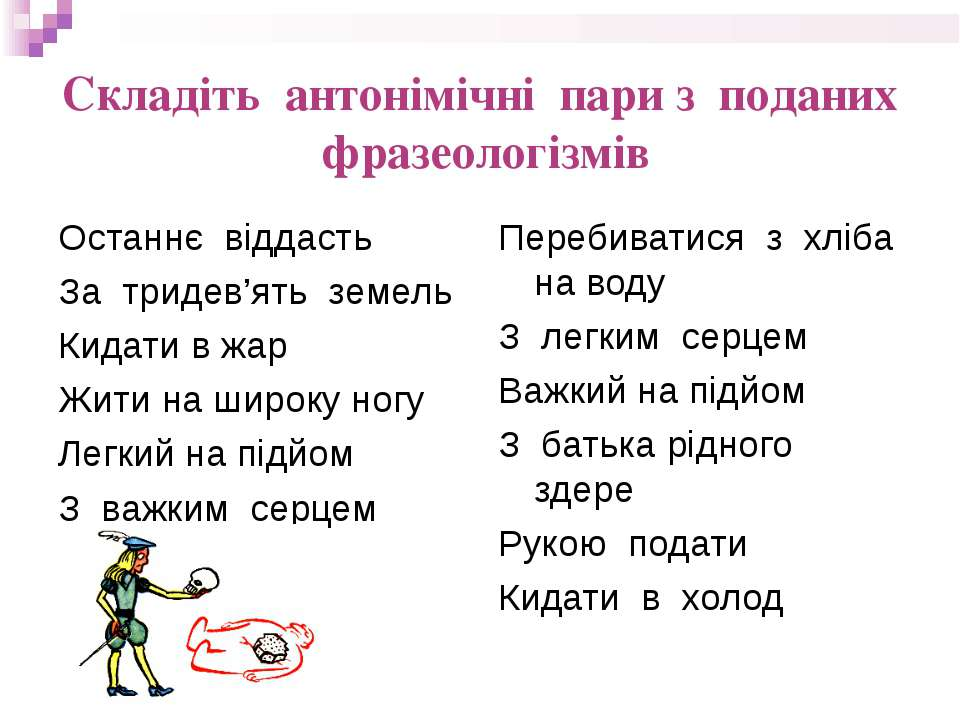 Складіть антонімічні пари з поданих
фразеологізмів
Останнє віддасть
За тридев’ять земель
Кидати в жар
Жити на широку ногу
Легкий на підйом
З важким серцем
Перебиватися з хліба
на воду
З легким серцем
Важкий на підйом
З батька рідного
здере
Рукою подати
Кидати в холод